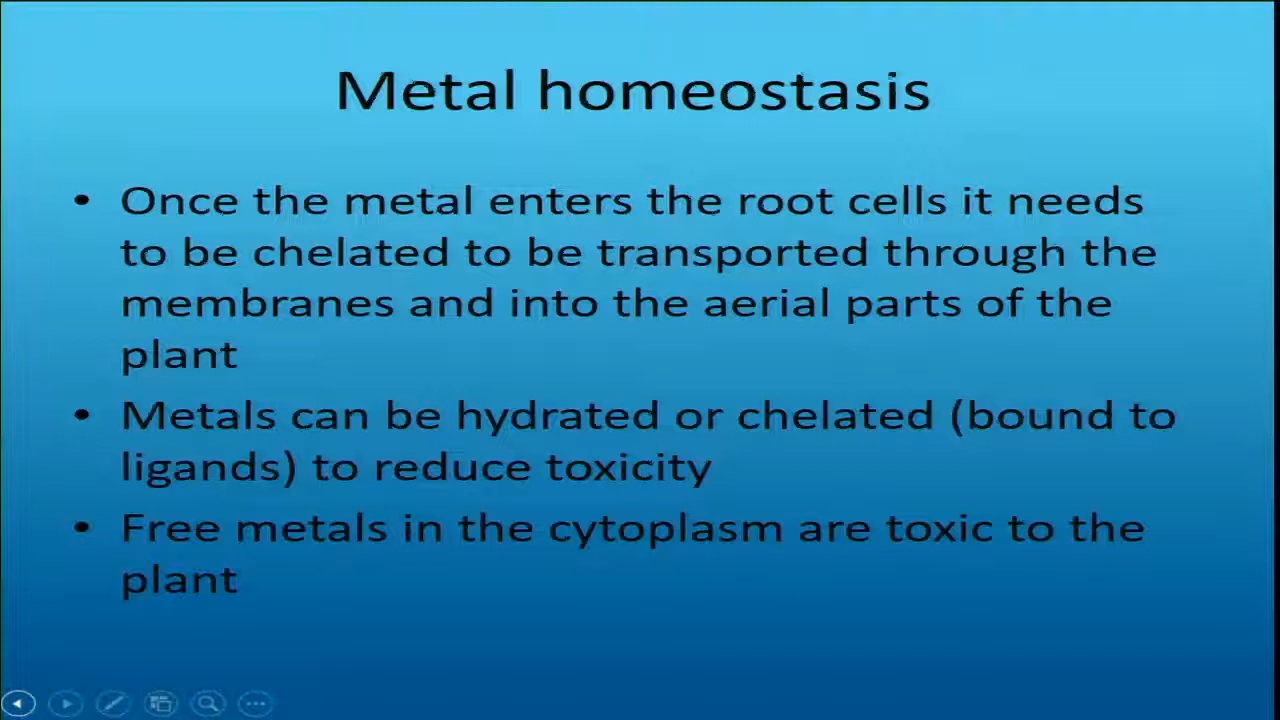 Metal homeostasis
• Once the metal enters the root cells it needs
to be chelated to be transported through the
membranes and into the aerial parts of the
plant
• Metals can be hydrated or chelated (bound to
ligands) to reduce toxicity
• Free metals in the cytoplasm are toxic to the
plant